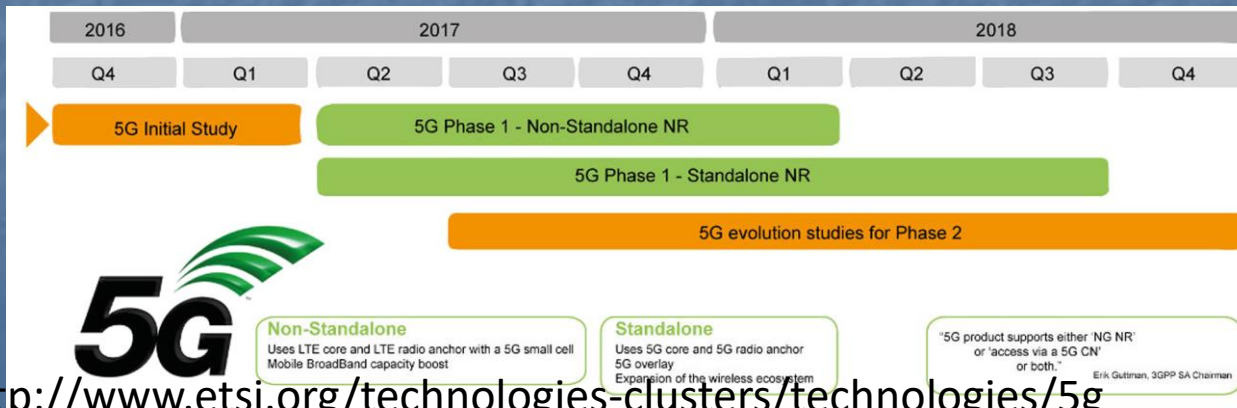 2016 2017 2018
Q4 Q1 Q2 Q3 Q4 Q1 Q2 Q3 Q4
5G Initial Study 5G Phase 1 - Non-Standalone NR
5G Phase 1 - Standalone NR
5G evolution studies for Phase 2
5G
Non-Standalone
Uses LTE core and LTE radio anchor with a 5G small cell
Mobile BroadBand capacity boost
Standalone
Uses 5G core and 5G radio anchor
5G overlay
Expansion of the wireless ecosystem
"5G product supports either 'NG NR'
or 'access via a 5G CN'
or both."
Erik Guttman, 3GPP SA Chairman
tp://www.etsi.org/technologies-clusters/technologies/5g